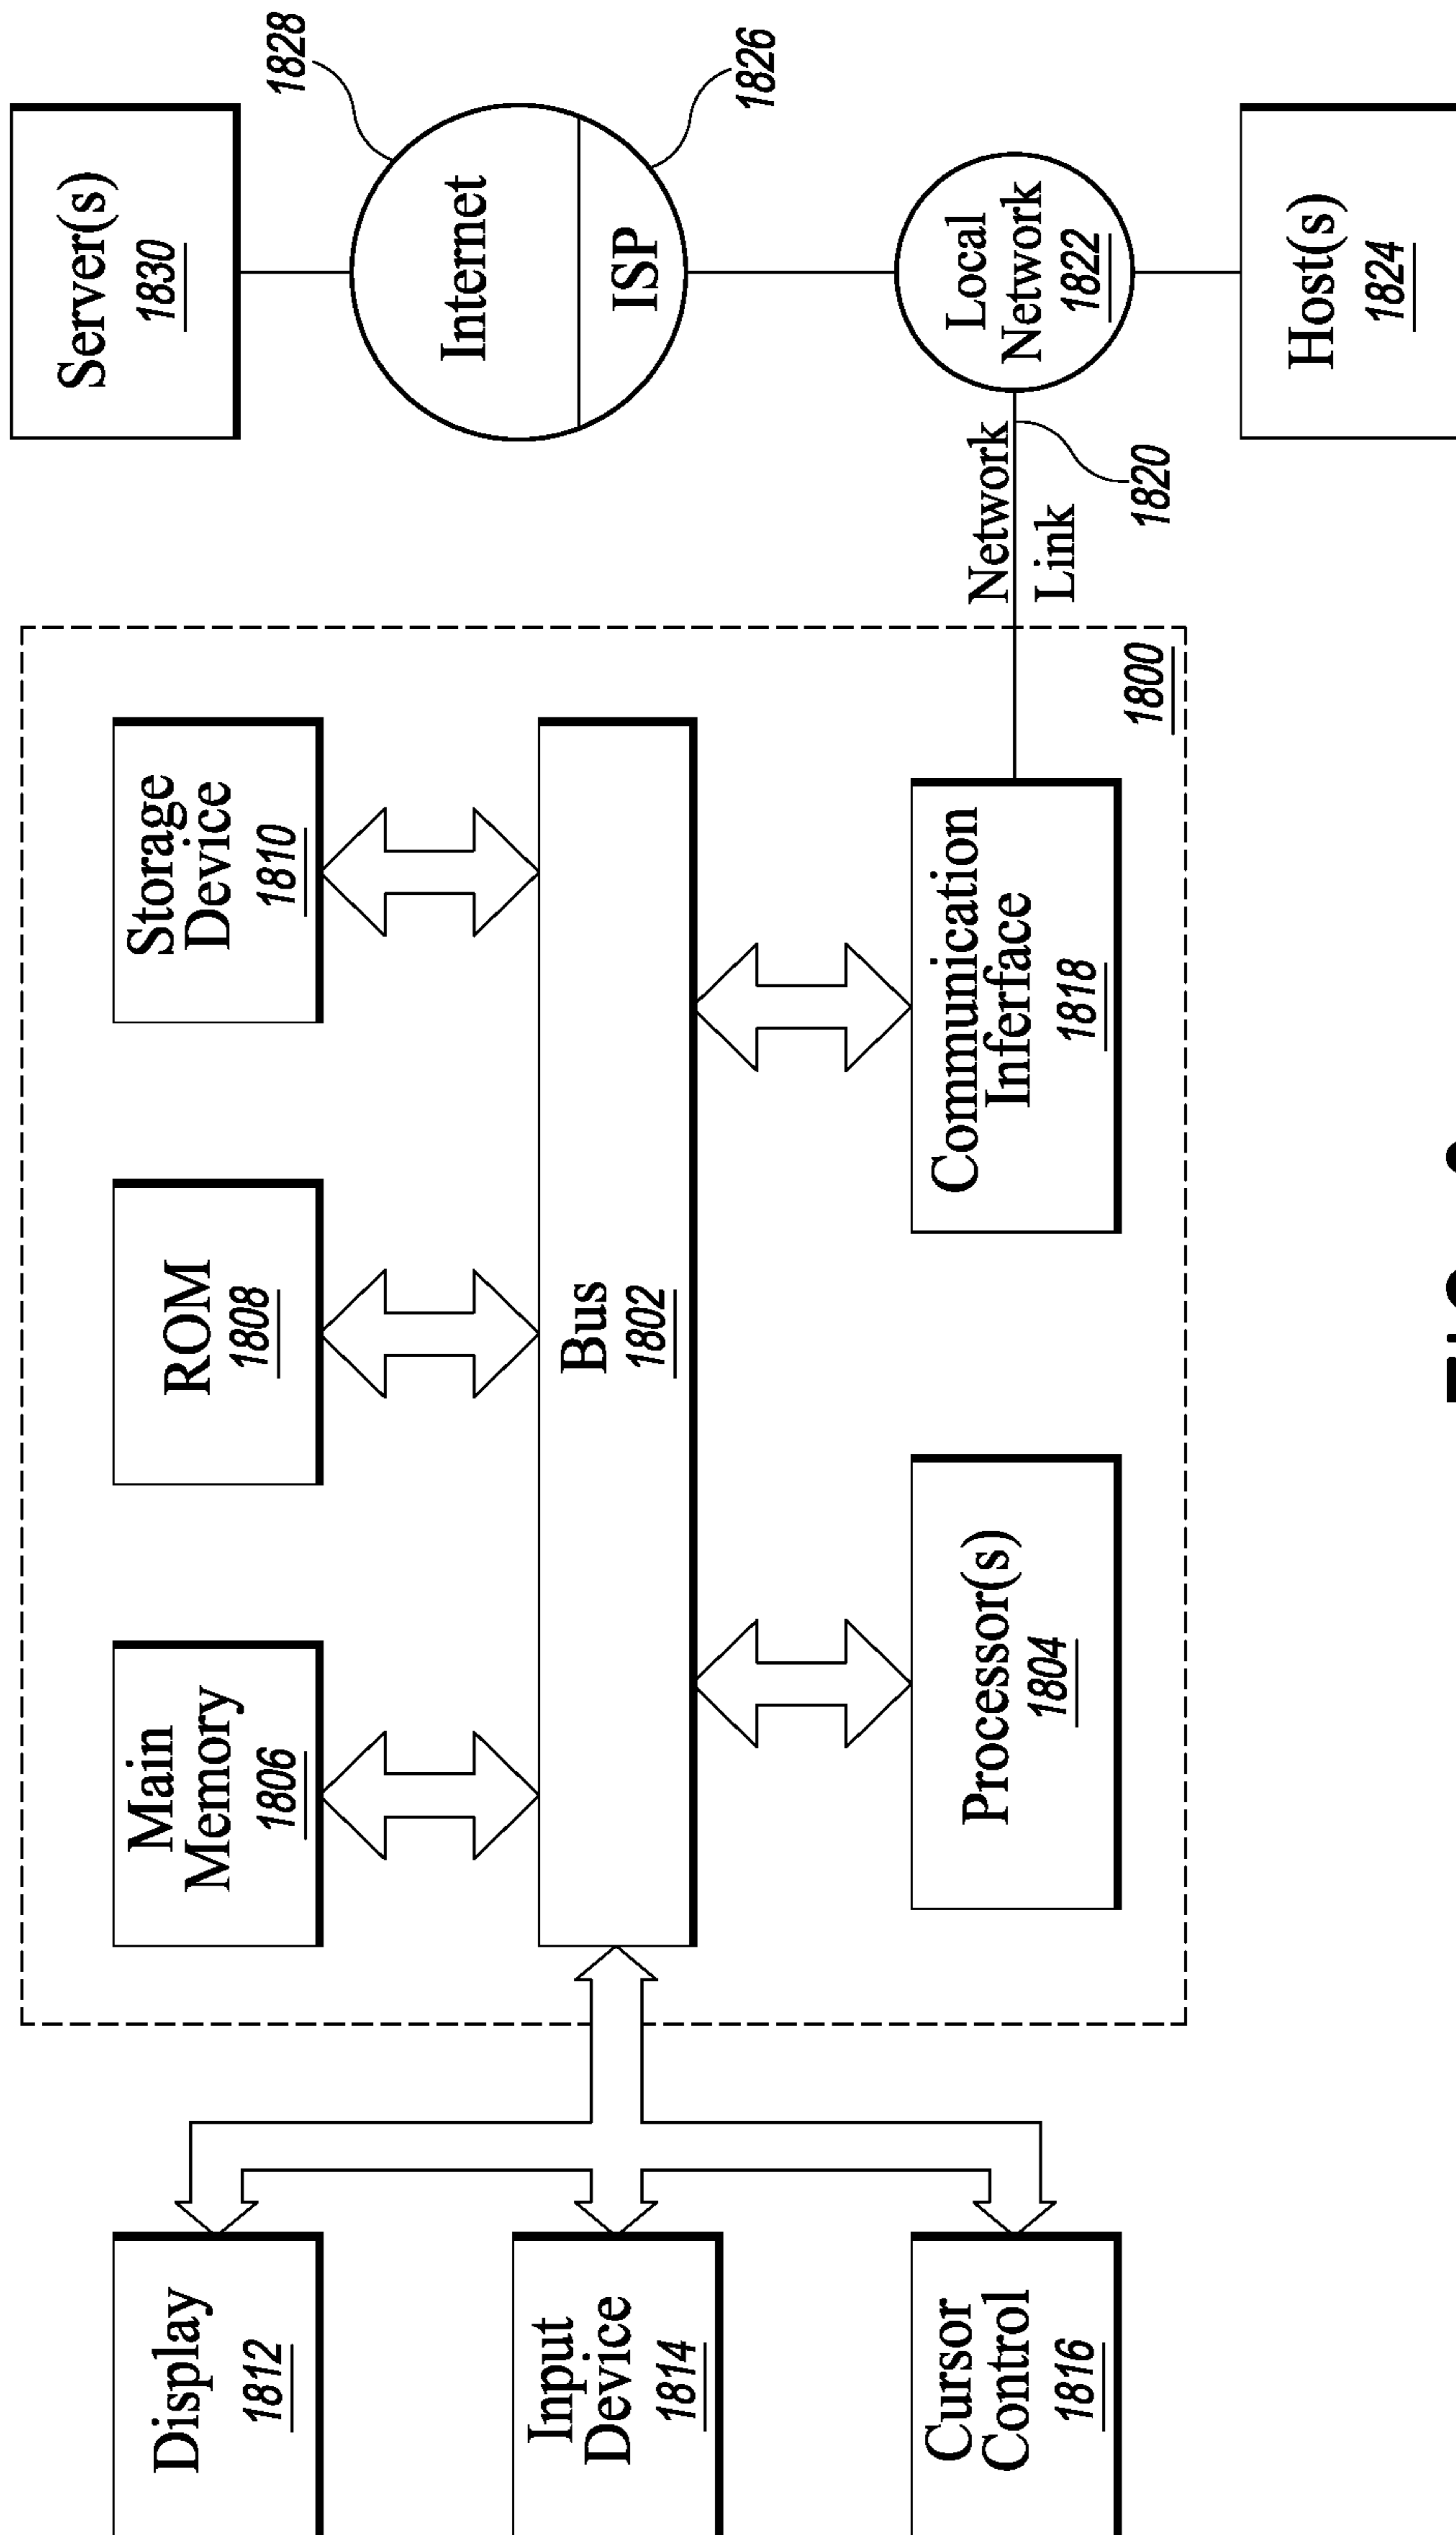 Display
1812
Input
Device
1814
Cursor
Control
1816
Main
Memory
1806
ROM
1808
Storage
Device
1810
Bus
1802
Processor(s)
1804
Communication
Inferface
1818
1800
Network
Link
1820
Server(s)
1830
Internet
1828
ISP
1826
Local
Network
1822
Host(s)
1824